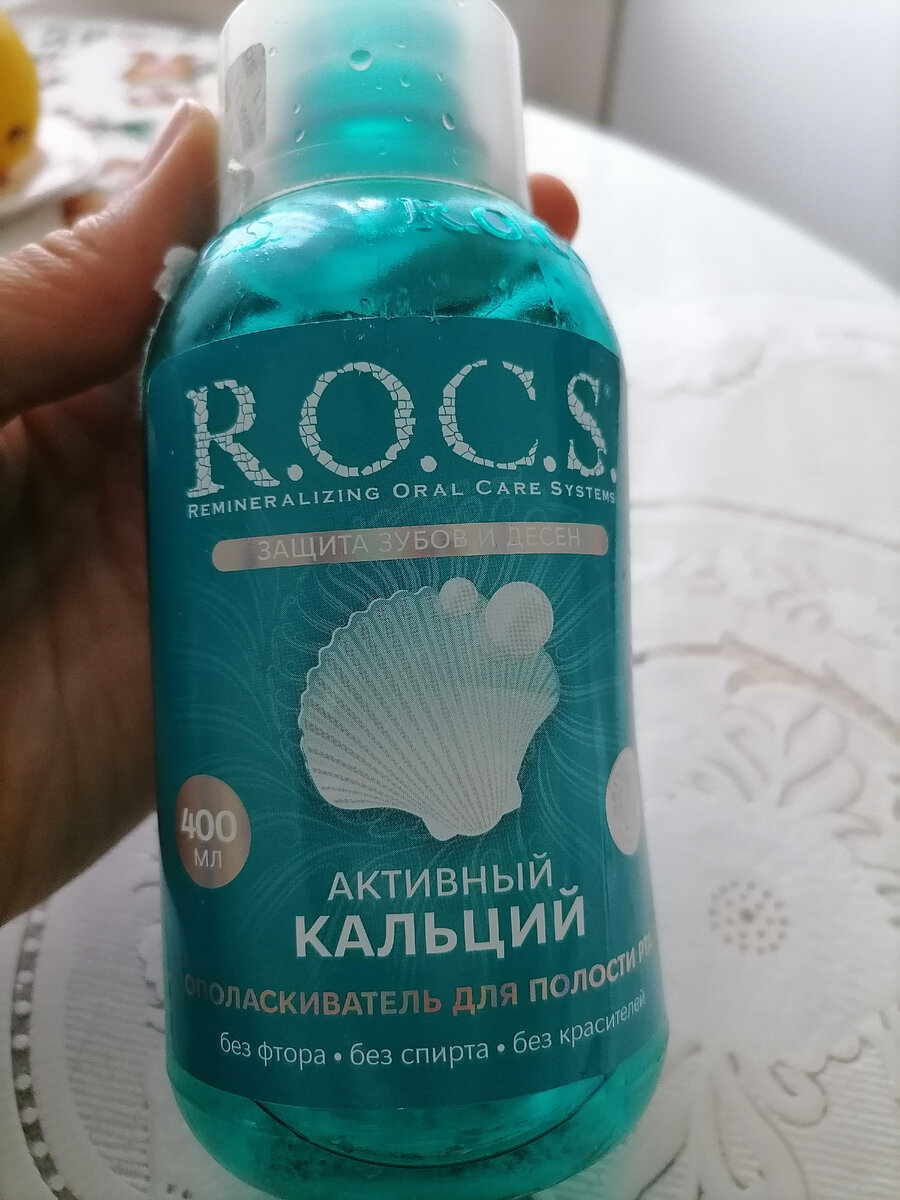 R.O.C.S.
REMINERALIZING ORAL CARE SYSTEMS
ЗАЩИТА ЗУБОВ И ДЕСЕН
400
МЛ
АКТИВНЫЙ
КАЛЬЦИЙ
ОПОЛАСКИВАТЕЛЬ ДЛЯ ПОЛОСТИ
без фтора • без спирта • без красителей